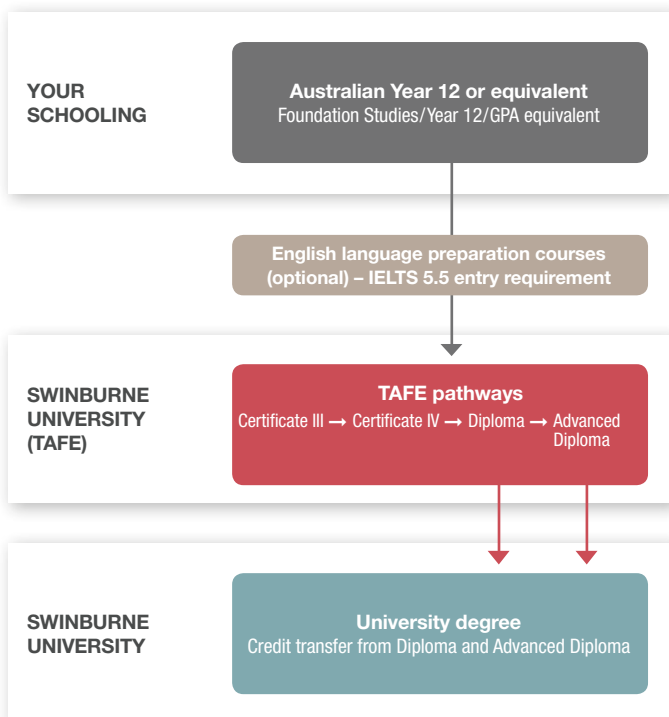 YOUR
SCHOOLING
Australian Year 12 or equivalent
Foundation Studies/Year 12/GPA equivalent
English language preparation courses
(optional) – IELTS 5.5 entry requirement
SWINBURNE
UNIVERSITY
(TAFE)
TAFE pathways
Certificate III → Certificate IV → Diploma → Advanced
Diploma
SWINBURNE
UNIVERSITY
University degree
Credit transfer from Diploma and Advanced Diploma